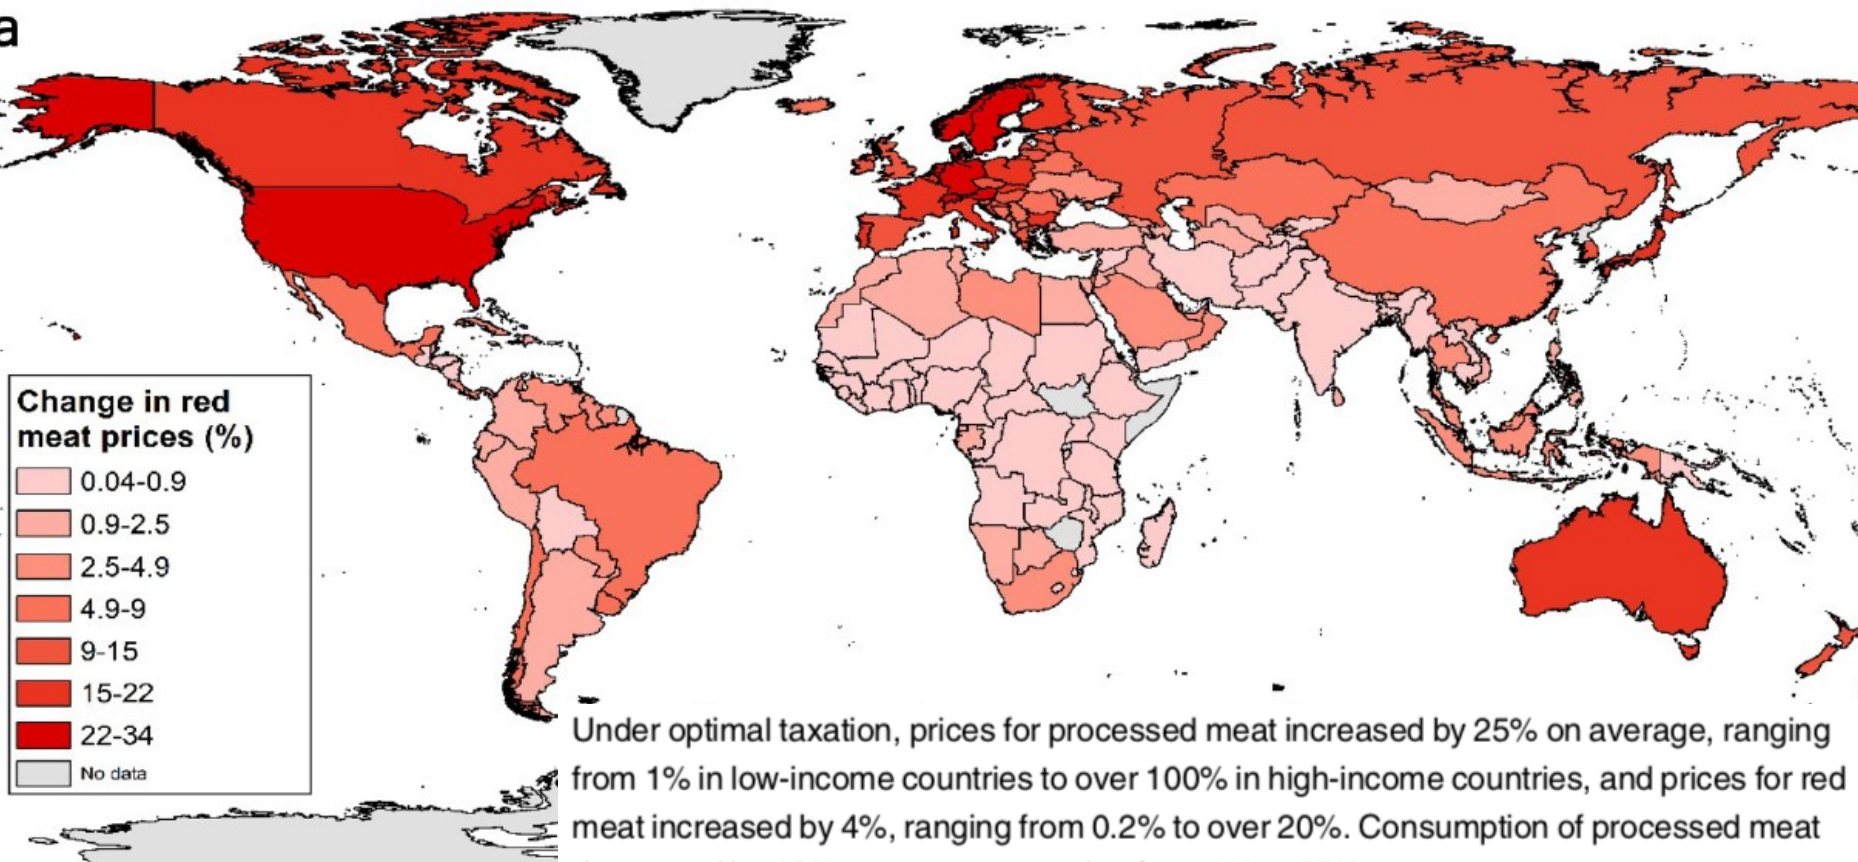 a
Change in red
meat prices (%)
0.04-0.9
0.9-2.5
2.5-4.9
4.9-9
9-15
15-22
22-34
No data
Under optimal taxation, prices for processed meat increased by 25% on average, ranging
from 1% in low-income countries to over 100% in high-income countries, and prices for red
meat increased by 4%, ranging from 0.2% to over 20%. Consumption of processed meat